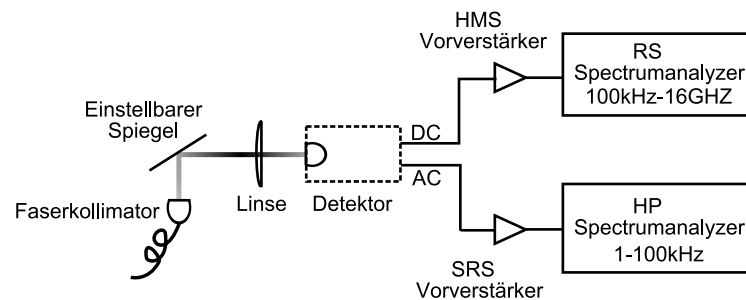 HMS
Vorverstärker
RS
Spectrumanalyzer
100kHz-16GHZ
Einstellbarer
Spiegel
DC
AC
Faserkollimator
Linse
Detektor
HP
Spectrumanalyzer
1-100kHz
SRS
Vorverstärker